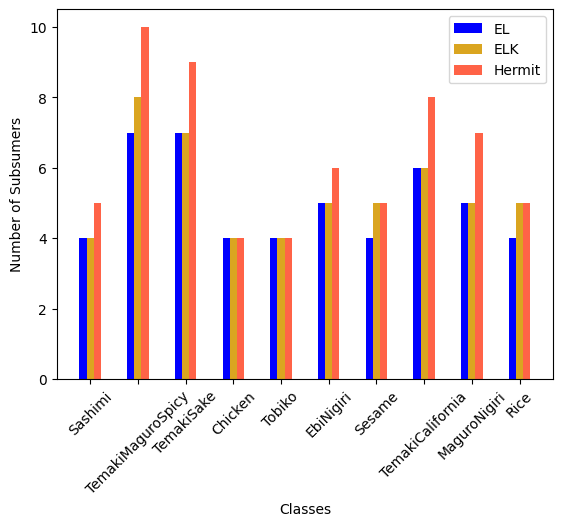 EL
ELK
Hermit
Number of Subsumers
10
8
6
4
2
0
Sashimi
TemakiMaguroSpicy
TemakiSake
Chicken
Tobiko
EbiNigiri
Sesame
TemakiCalifornia
MaguroNigiri
Rice
Classes